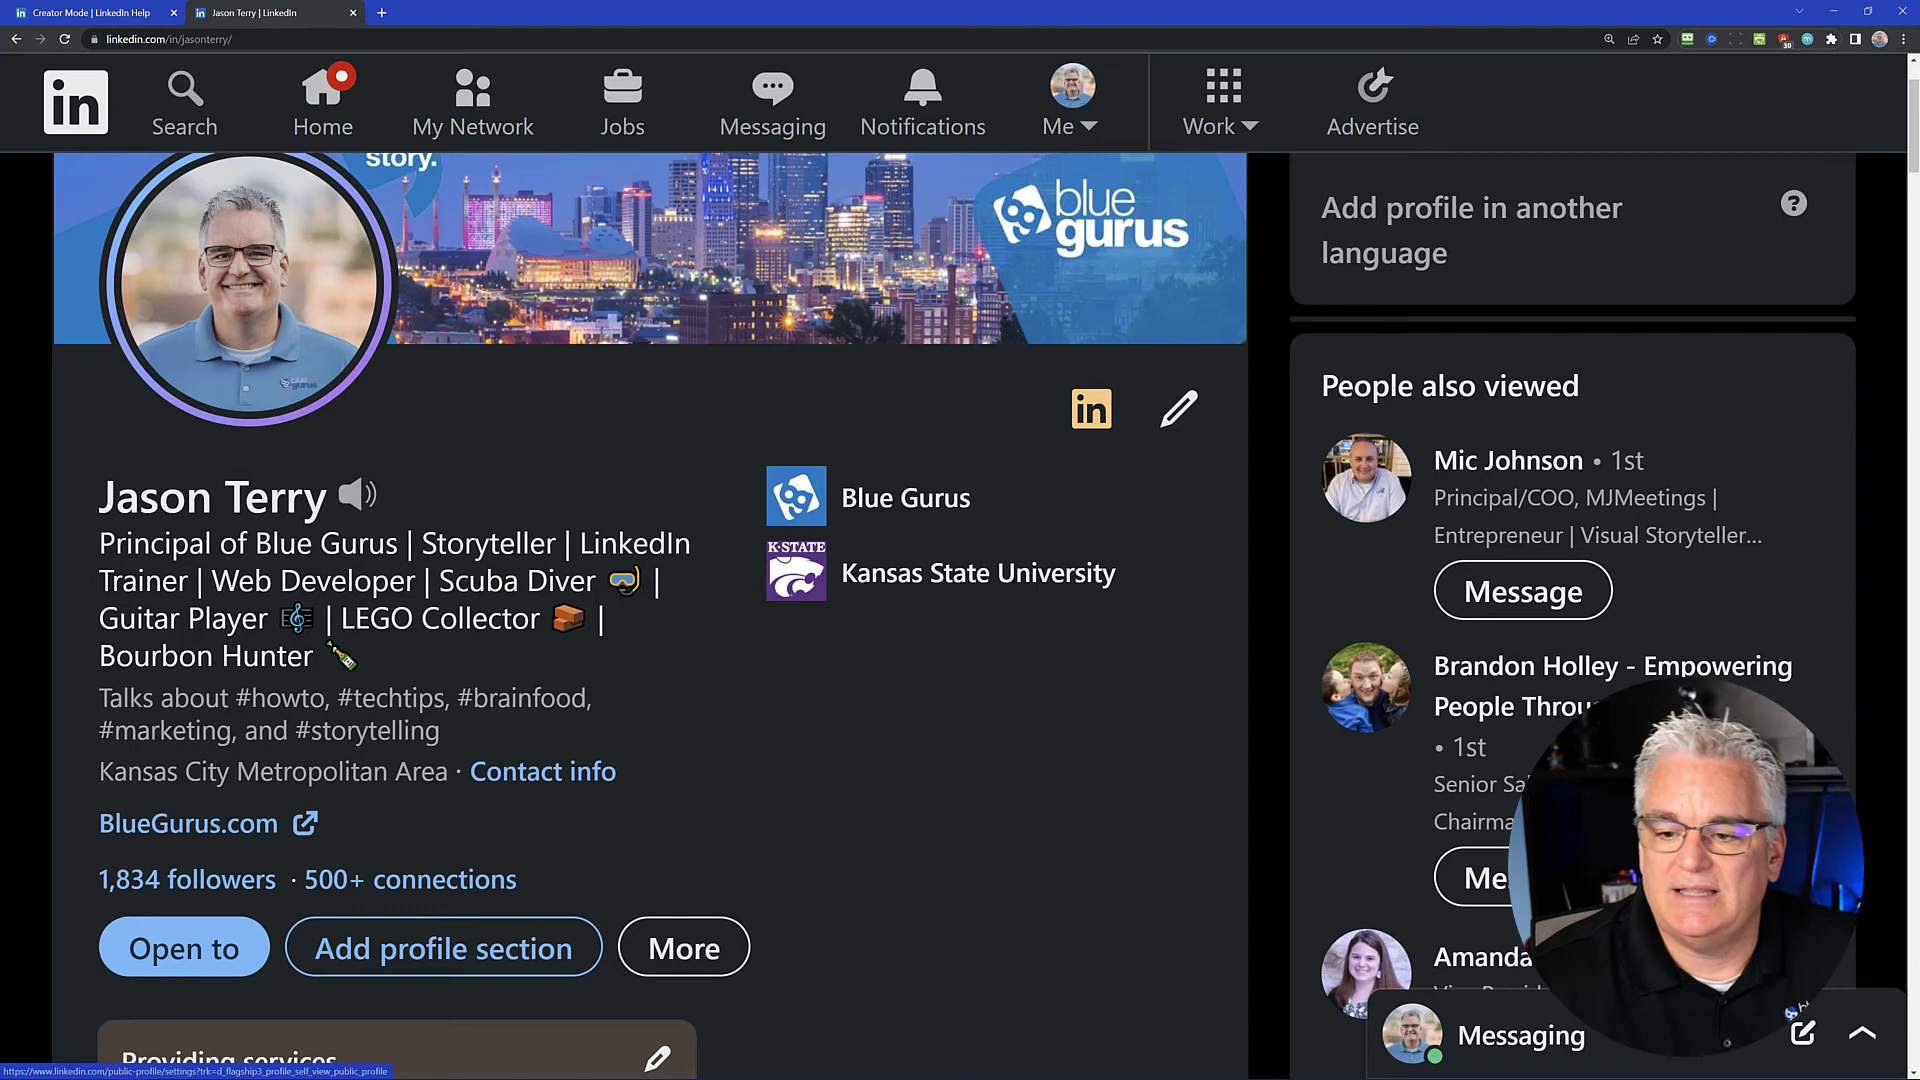 Creator Mode | LinkedIn Help
Jason Terry | LinkedIn
linkedin.com/in/jasonterry/
30
in
Search
Home
My Network
Jobs
Messaging
Notifications
Me
Work
Advertise
story.
blue
gurus
Add profile in another
language
?
People also viewed
in
Mic Johnson • 1st
Principal/COO, MJMeetings |
Entrepreneur | Visual Storyteller...
Message
Jason Terry
Principal of Blue Gurus | Storyteller | LinkedIn
Trainer | Web Developer | Scuba Diver 🤿 |
Guitar Player 🎼 | LEGO Collector 🧱 |
Bourbon Hunter 🍾
Blue Gurus
K-STATE
Kansas State University
Talks about #howto, #techtips, #brainfood,
#marketing, and #storytelling
Kansas City Metropolitan Area · Contact info
BlueGurus.com
1,834 followers · 500+ connections
Open to
Add profile section
More
Brandon Holley - Empowering
People Throu
• 1st
Senior Sa
Chairma
Me
Amanda
Providing services
Messaging
blue
gurus
https://www.linkedin.com/public-profile/settings?trk=d_flagship3_profile_self_view_public_profile